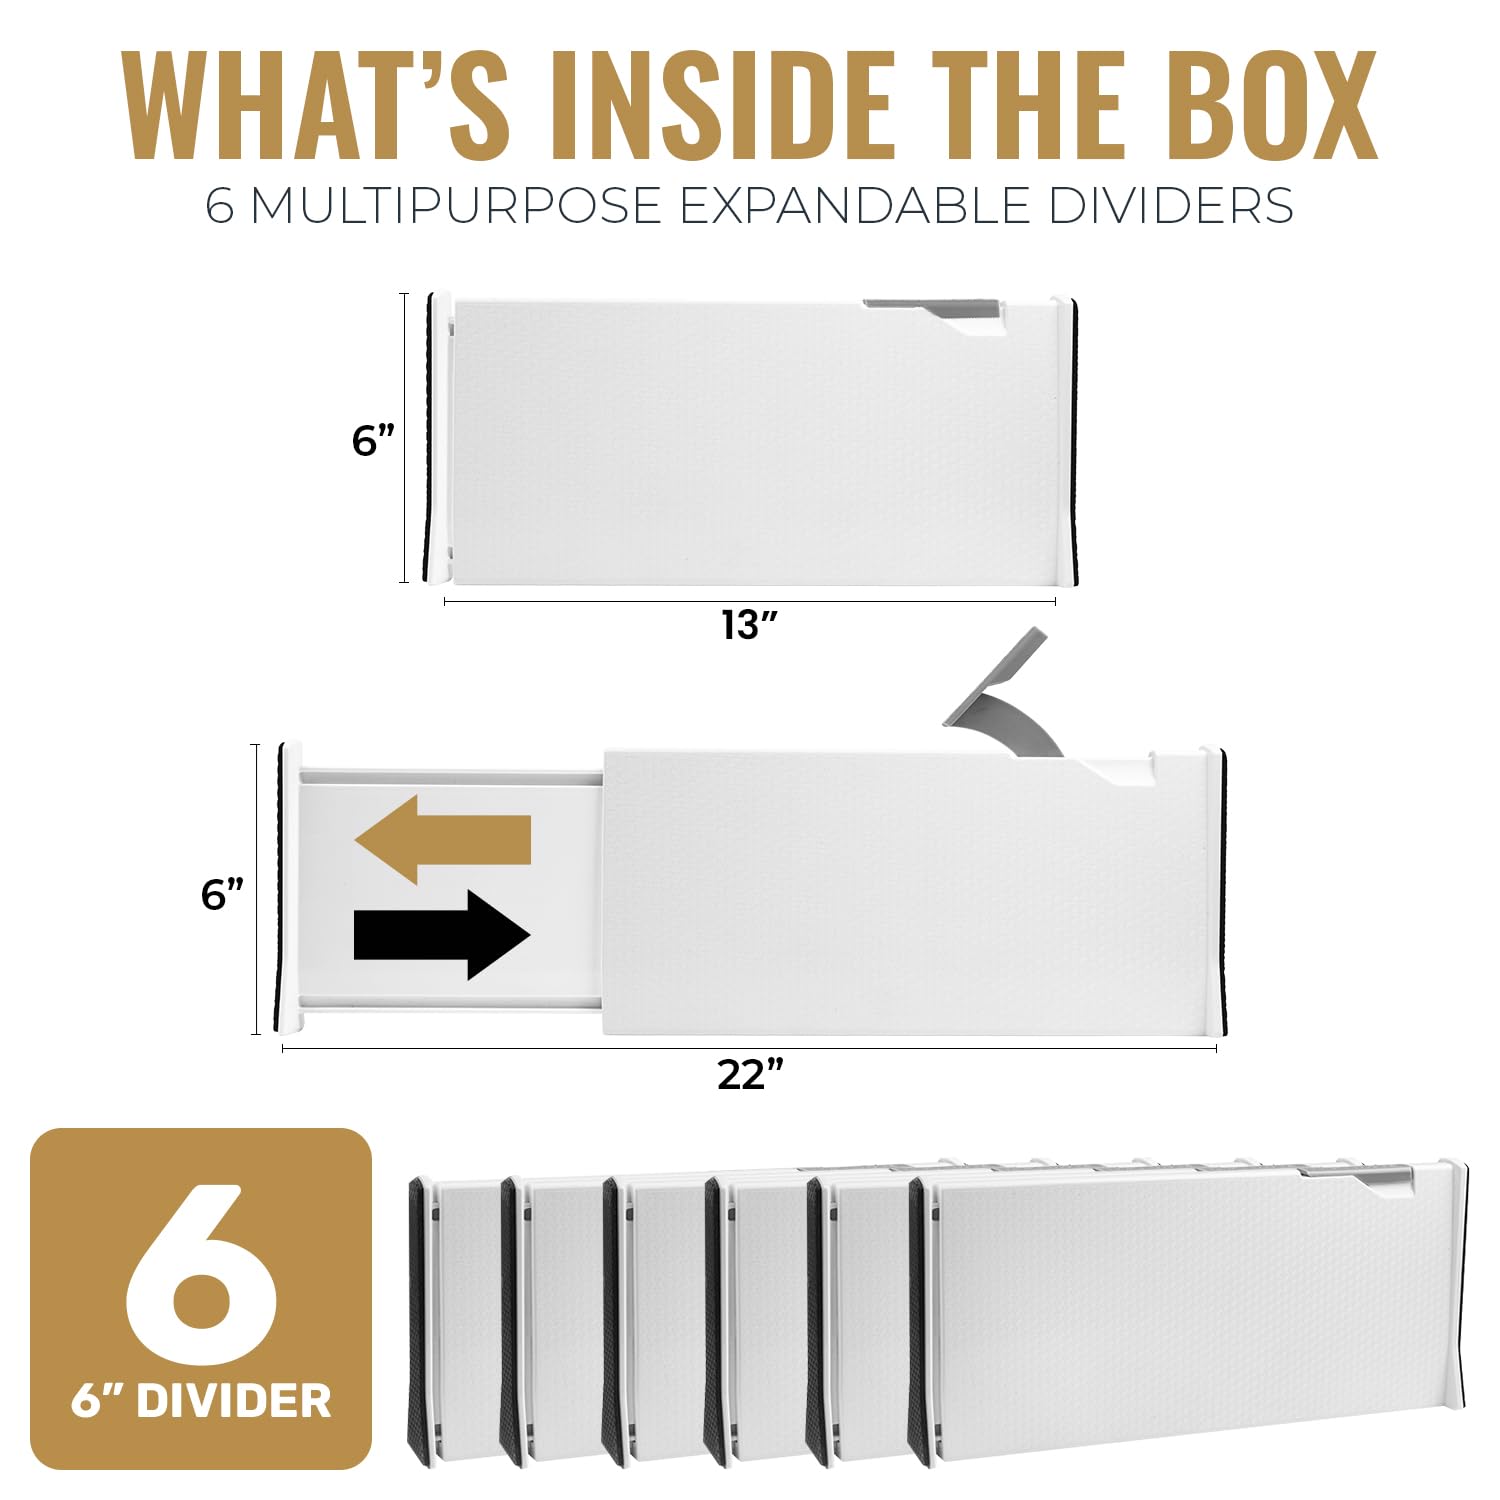 WHAT'S INSIDE THE BOX
6 MULTIPURPOSE EXPANDABLE DIVIDERS
6”
13”
6”
22”
6
6” DIVIDER